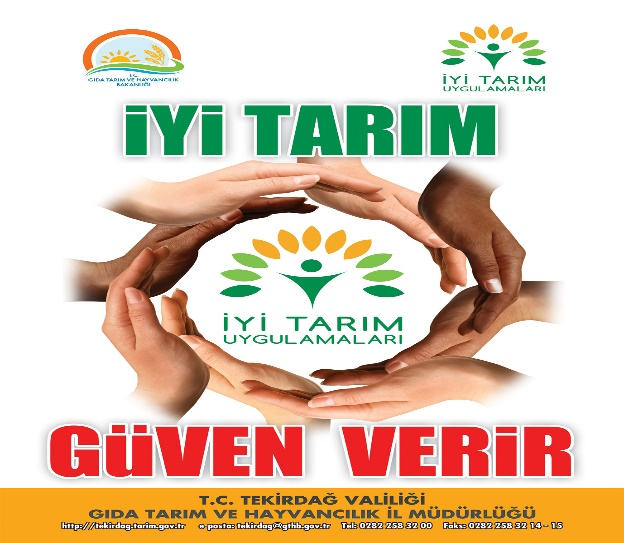 T.C.
GIDA TARIM VE HAYVANCILIK
BAKANLIĞI
İYİ TARIM
UYGULAMALARI
İYİ TARIM
İYİ TARIM
UYGULAMALARI
GÜVEN VERİR
T.C. TEKİRDAĞ VALİLİĞİ
GIDA TARIM VE HAYVANCILIK İL MÜDÜRLÜĞÜ
http://tekirdag.tarim.gov.tr e-posta: tekirdag@gthb.gov.tr Tel: 0282 258 32 00 Faks: 0282 258 32 14 - 15